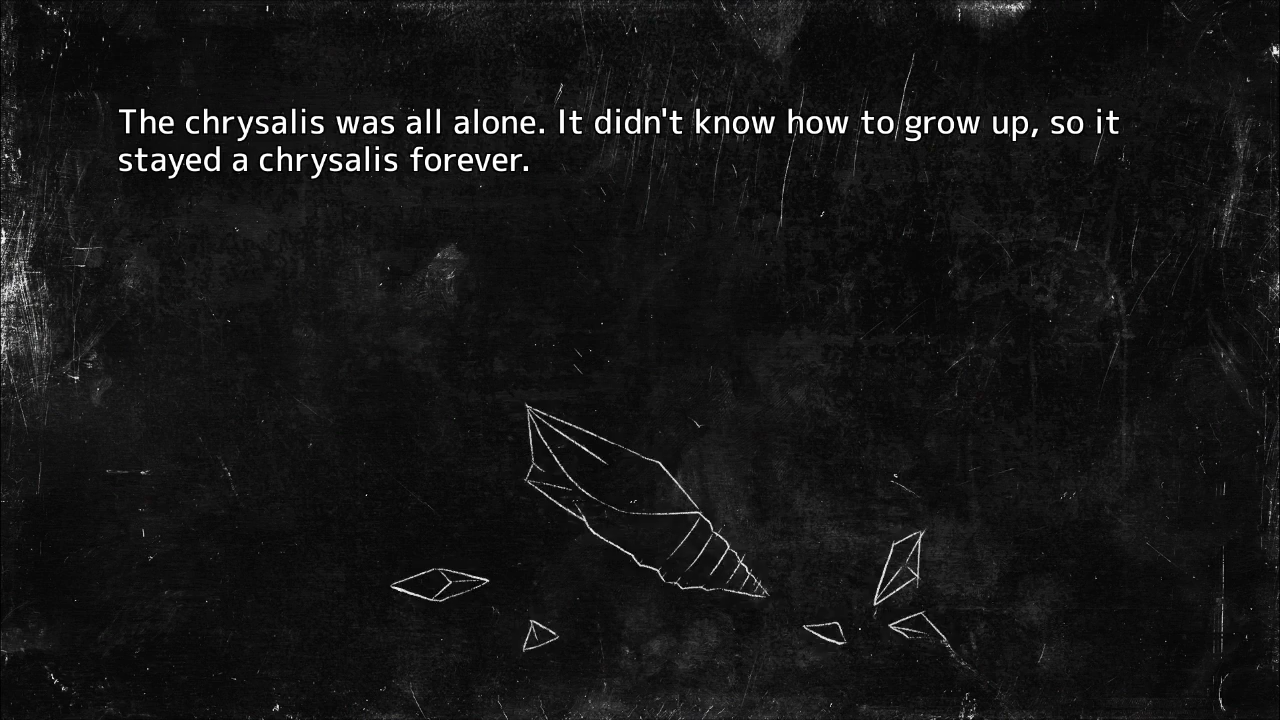 The chrysalis was all alone. It didn't know how to grow up, so it
stayed a chrysalis forever.